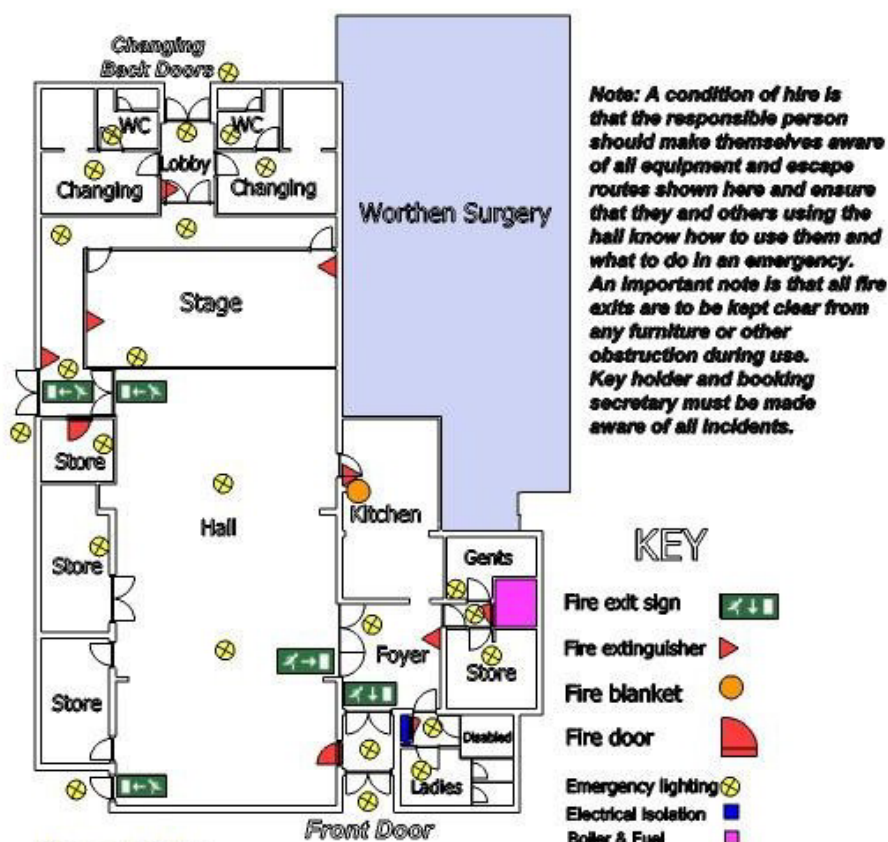 Changing
Back Doors
WC
WC
Lobby
Changing
Changing
Worthen Surgery
Note: A condition of hire is
that the responsible person
should make themselves aware
of all equipment and escape
routes shown here and ensure
that they and others using the
hall know how to use them and
what to do in an emergency.
An important note is that all fire
exits are to be kept clear from
any furniture or other
obstruction during use.
Key holder and booking
secretary must be made
aware of all incidents.
Stage
Store
Hall
Kitchen
Store
Gents
Foyer
Store
Store
Disabled
Ladies
Front Door
KEY
Fire exit sign
Fire extinguisher
Fire blanket
Fire door
Emergency lighting
Electrical Isolation
Boiler & Fuel